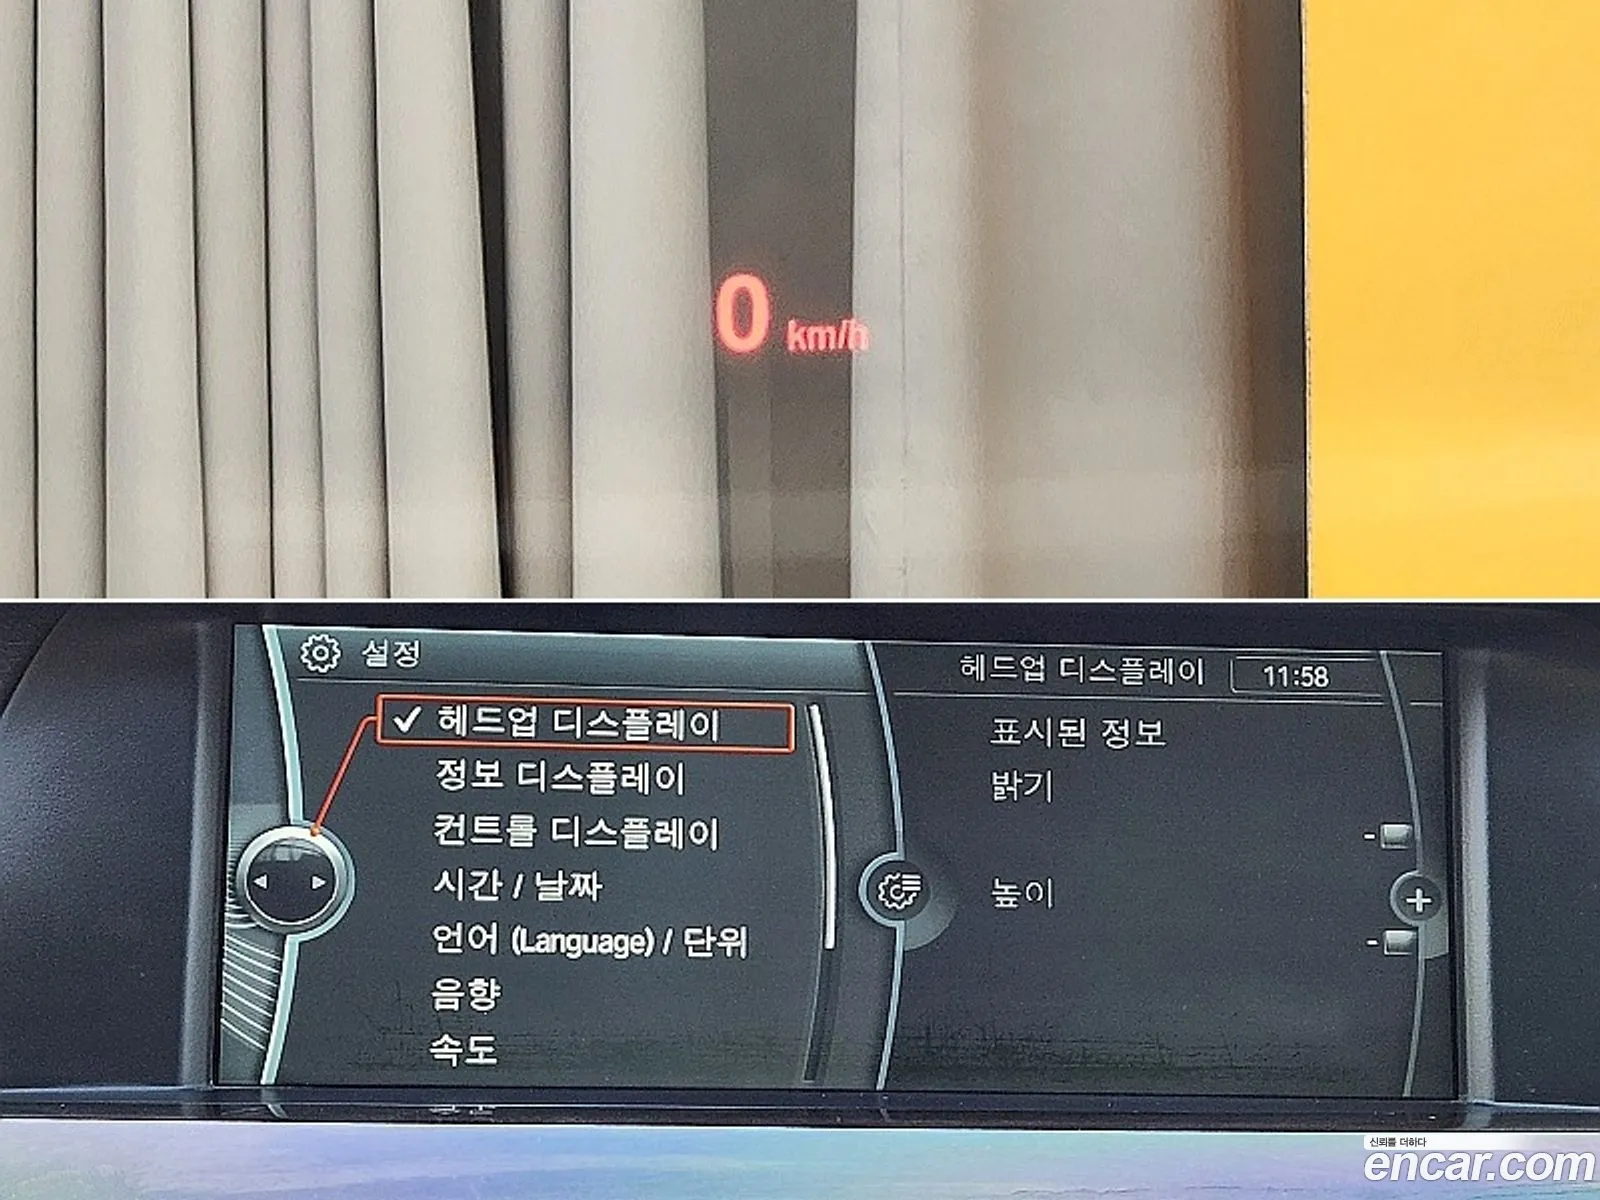 0 km/h
설정
✓ 헤드업 디스플레이
정보 디스플레이
컨트롤 디스플레이
시간 / 날짜
언어 (Language) / 단위
음향
속도
헤드업 디스플레이
11:58
표시된 정보
밝기
-
높이
+
-
신뢰를 더하다
encar.com